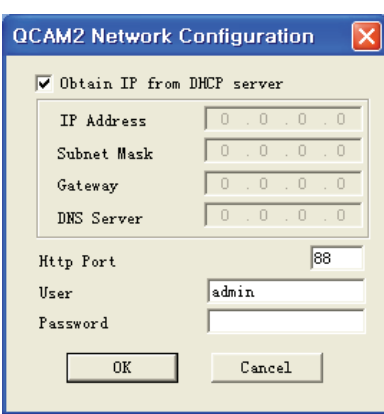 QCAM2 Network Configuration
Obtain IP from DHCP server
IP Address 0 . 0 . 0 . 0
Subnet Mask 0 . 0 . 0 . 0
Gateway 0 . 0 . 0 . 0
DNS Server 0 . 0 . 0 . 0
Http Port 88
User admin
Password
OK Cancel